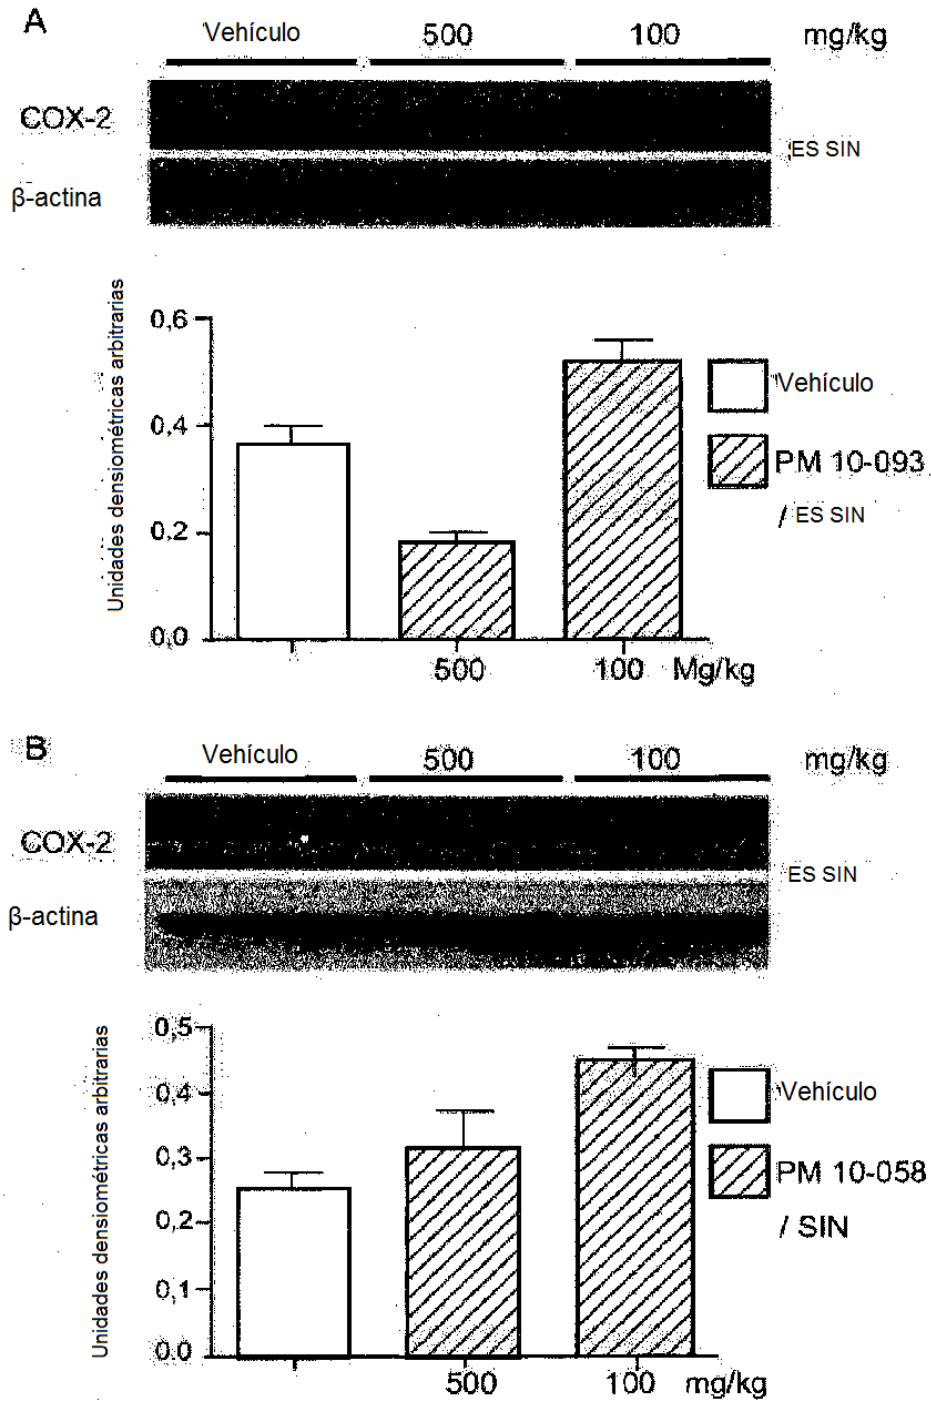 A
Vehículo 500 100 mg/kg
COX-2
ES SIN
β-actina
Unidades densiométricas arbitrarias
0,6
0,4
0,2
0,0
Vehículo
PM 10-093
/ ES SIN
500 100 Mg/kg
B
Vehículo 500 100 mg/kg
COX-2
ES SIN
β-actina
Unidades densiométricas arbitrarias
0,5
0,4
0,3
0,2
0,1
0.0
Vehículo
PM 10-058
/ SIN
500 100 mg/kg